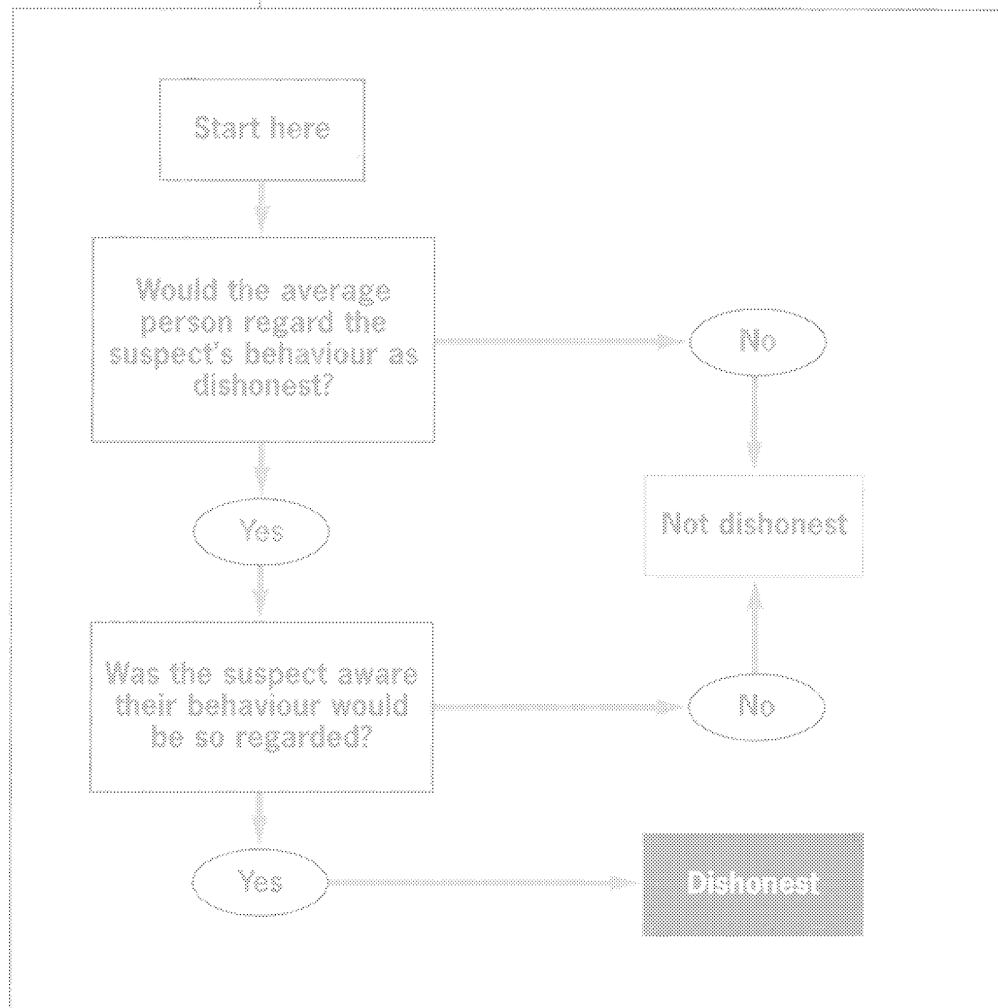 Start here
Would the average
person regard the
suspect's behaviour as
dishonest?
No
Yes
Not dishonest
Was the suspect aware
their behaviour would
be so regarded?
No
Yes
Dishonest